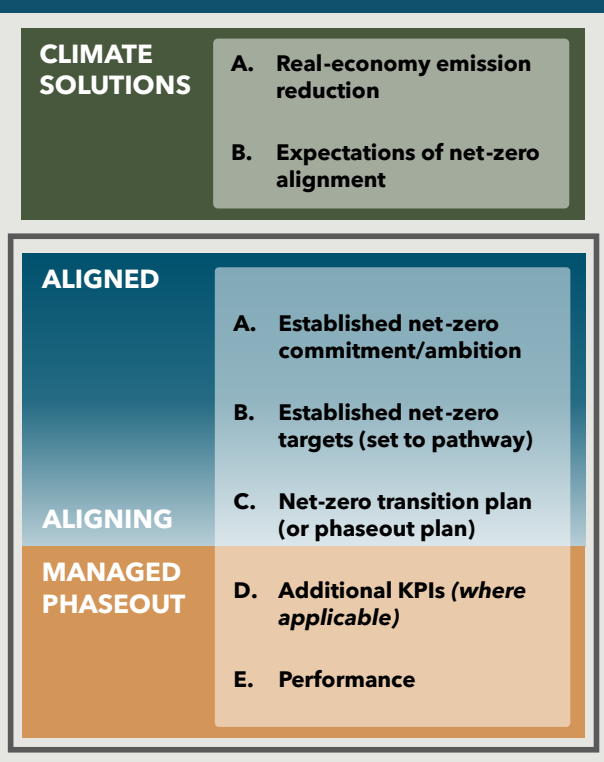 CLIMATE
SOLUTIONS
A. Real-economy emission
reduction
B. Expectations of net-zero
alignment
ALIGNED
A. Established net-zero
commitment/ambition
B. Established net-zero
targets (set to pathway)
C. Net-zero transition plan
(or phaseout plan)
ALIGNING
MANAGED
PHASEOUT
D. Additional KPIs (where
applicable)
E. Performance